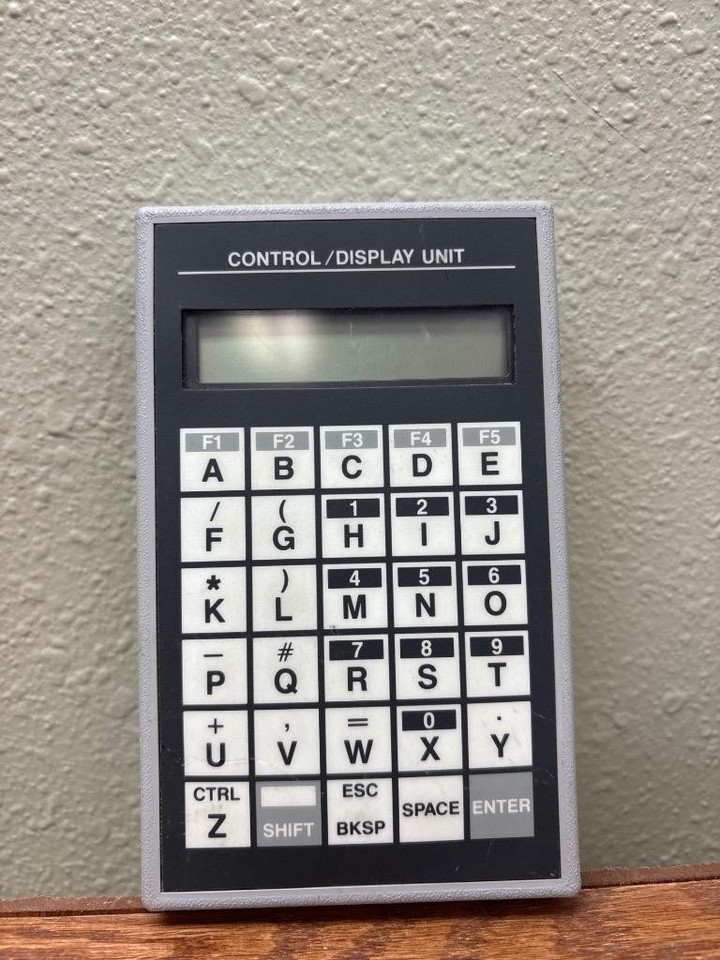 CONTROL/DISPLAY UNIT
F1 F2 F3 F4 F5
A B C D E
/ ( 1 2 3
F G H I J
* ) 4 5 6
K L M N O
– # 7 8 9
P Q R S T
+ , = 0 .
U V W X Y
CTRL ESC
Z SHIFT BKSP SPACE ENTER